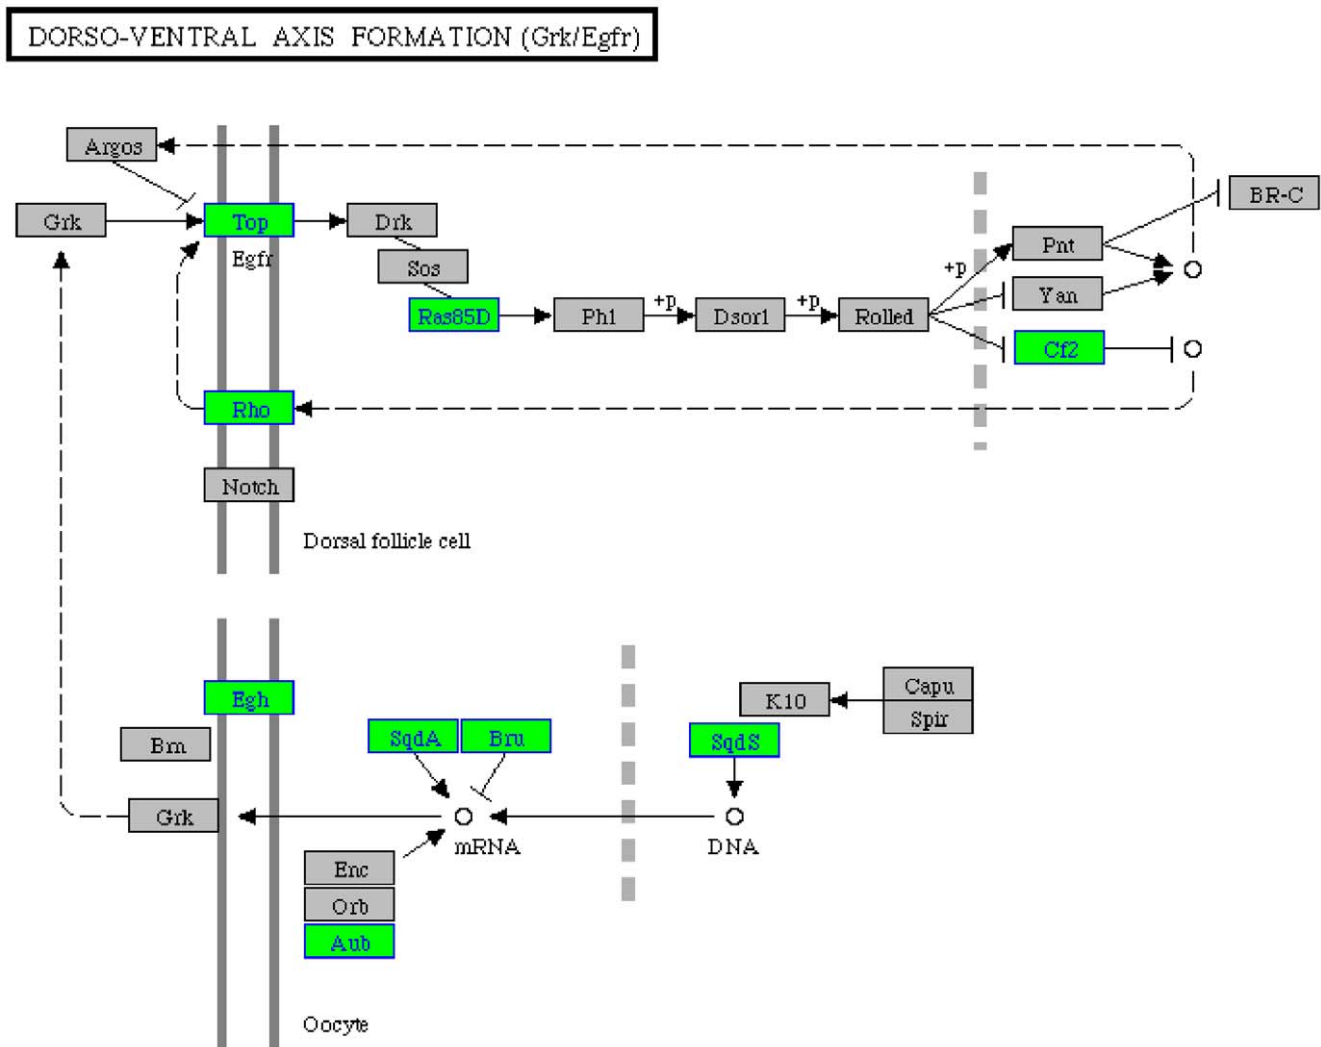 DORSO-VENTRAL AXIS FORMATION (Grk/Egfr)
Argos
BR-C
Grk
Top
Drk
Egfr
Pnt
Sos
+p
Yan
Ras85D
Ph1
+p
Dsor1
+p
Rolled
Cf2
Rho
Notch
Dorsal follicle cell
Egh
K10
Capu
Spir
Brn
SqdA
Bru
SqdS
Grk
mRNA
DNA
Enc
Orb
Aub
Oocyte